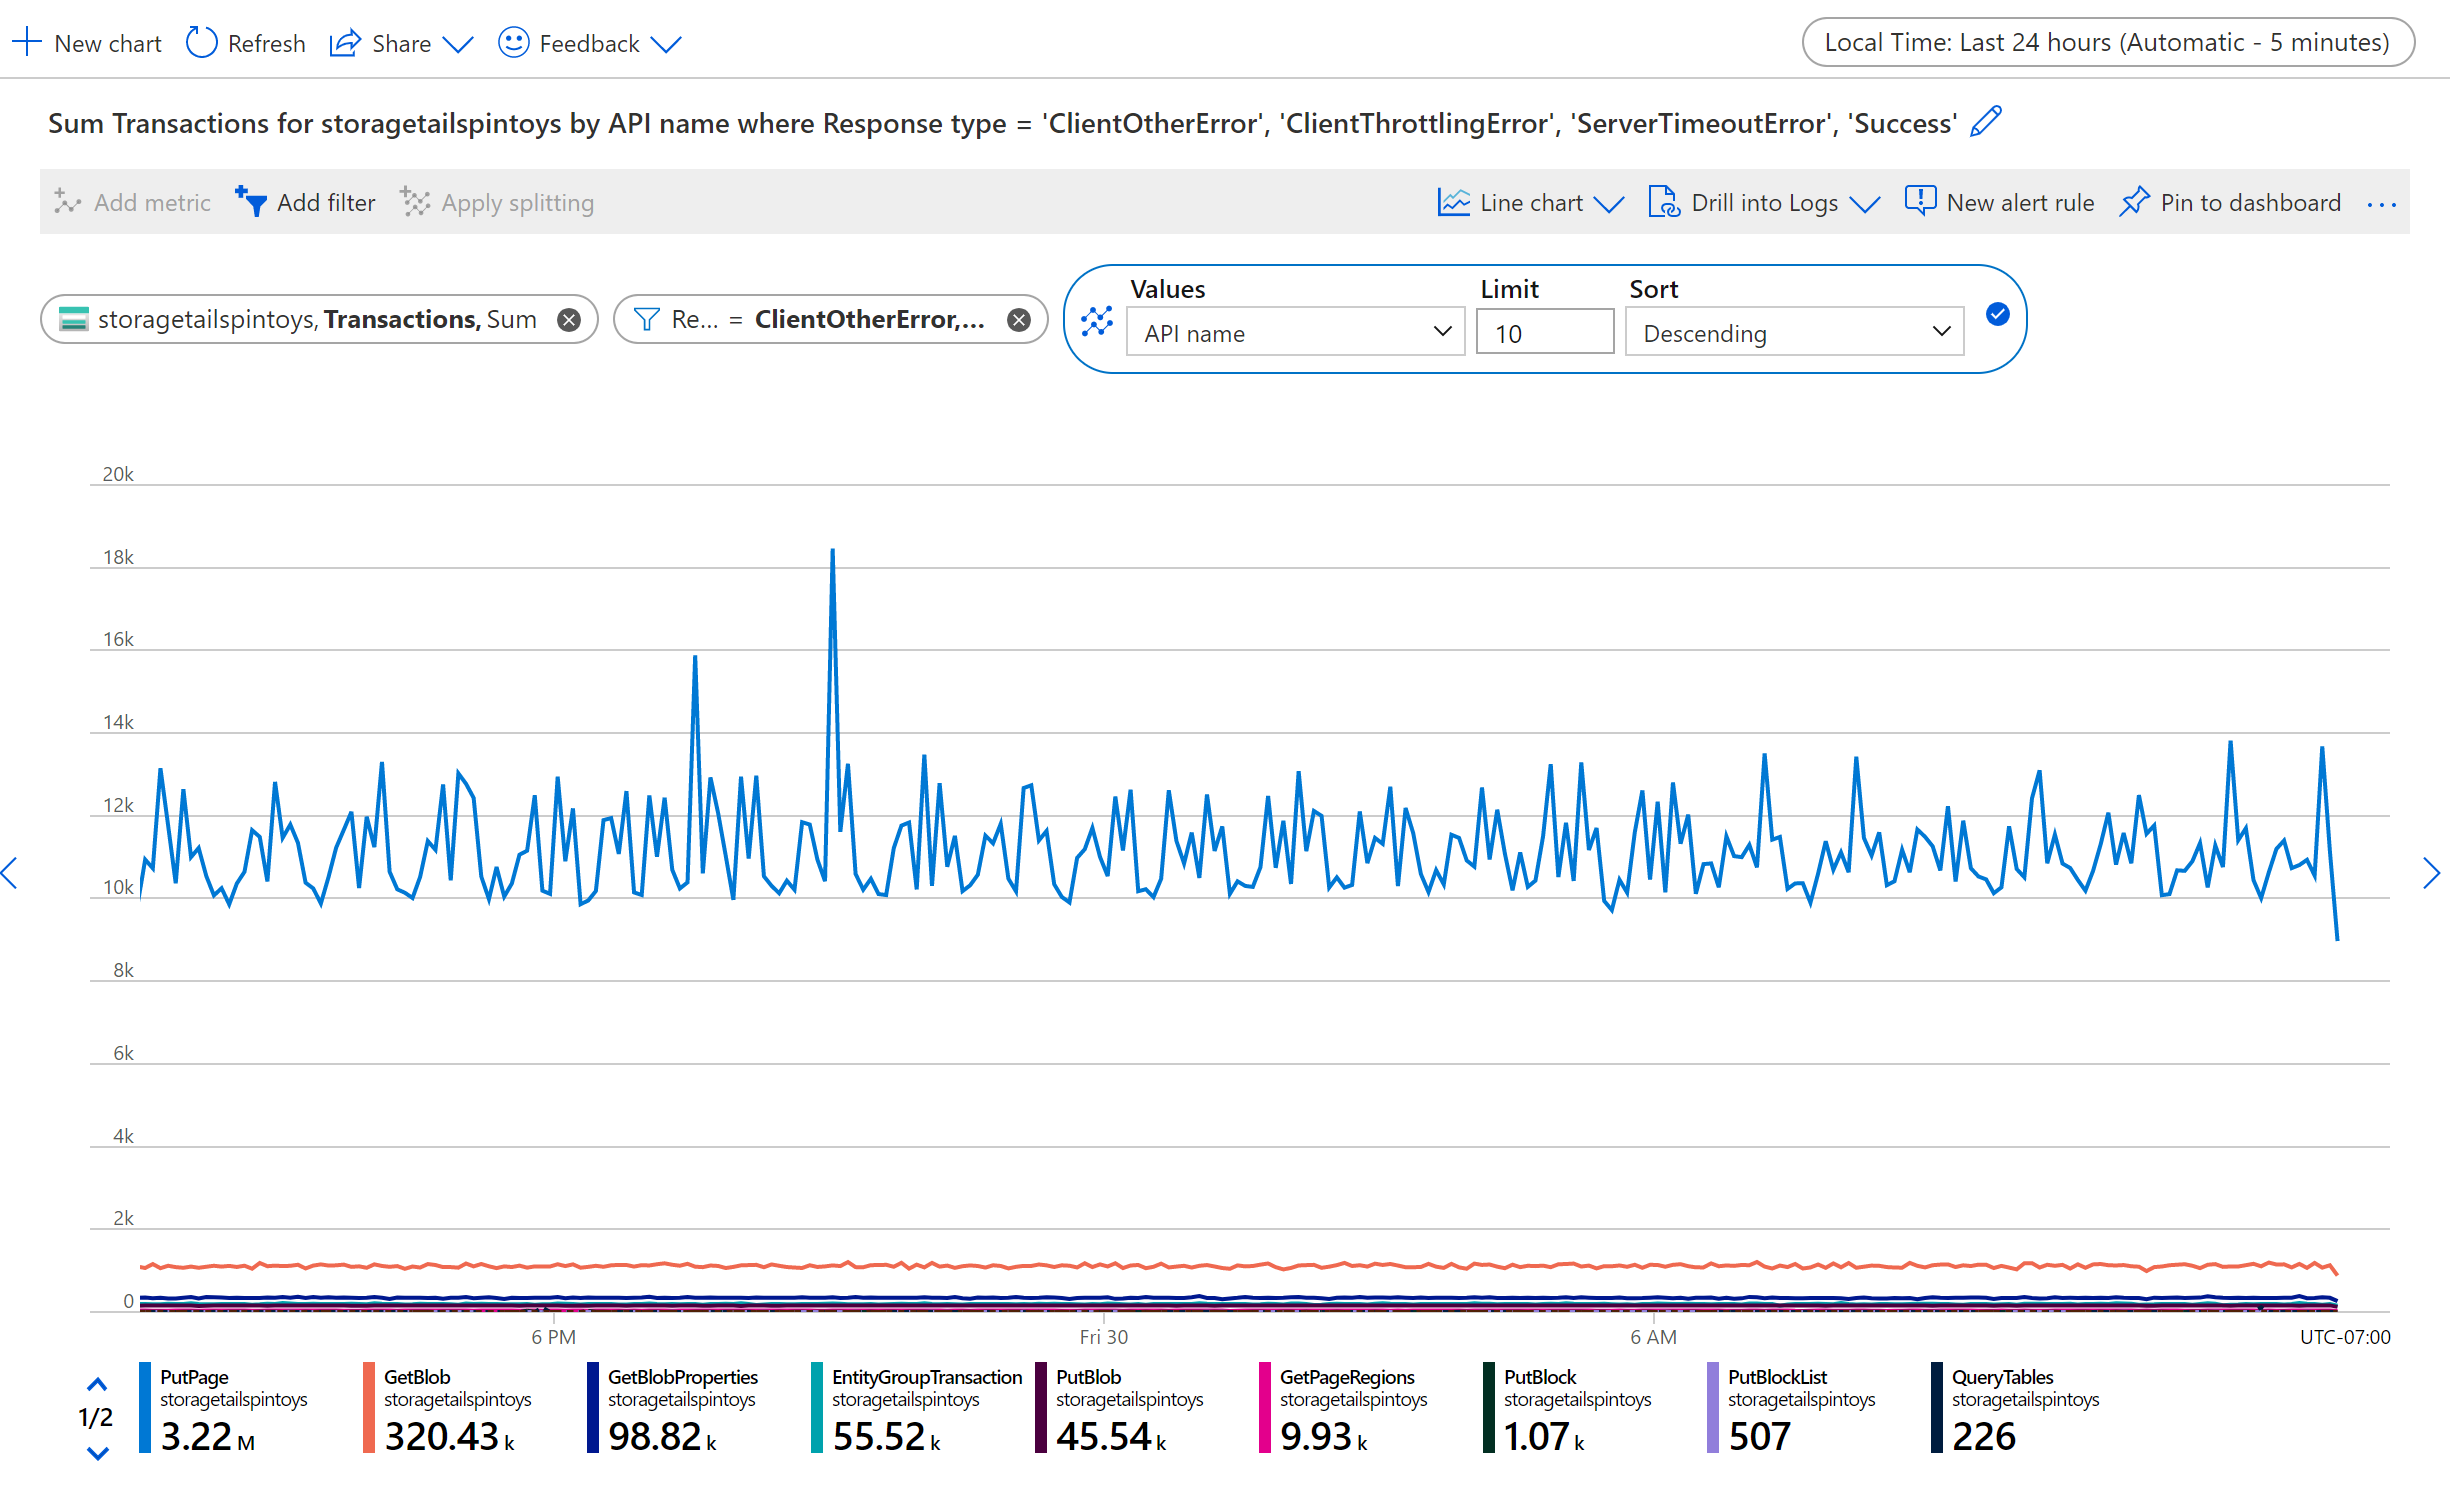 New chart Refresh Share Feedback Local Time: Last 24 hours (Automatic - 5 minutes)
Sum Transactions for storagetailspintoys by API name where Response type = 'ClientOtherError', 'ClientThrottlingError', 'ServerTimeoutError', 'Success'
Add metric Add filter Apply splitting Line chart Drill into Logs New alert rule Pin to dashboard ...
Values Limit Sort
storagetailspintoys, Transactions, Sum Re... = ClientOtherError,... API name 10 Descending
20k
18k
16k
14k
12k
10k
8k
6k
4k
2k
0
6 PM Fri 30 6 AM UTC-07:00
PutPage GetBlob GetBlobProperties EntityGroupTransaction PutBlob GetPageRegions PutBlock PutBlockList QueryTables
storagetailspintoys storagetailspintoys storagetailspintoys storagetailspintoys storagetailspintoys storagetailspintoys storagetailspintoys storagetailspintoys storagetailspintoys
1/2 3.22 M 320.43 k 98.82 k 55.52 k 45.54 k 9.93 k 1.07 k 507 226